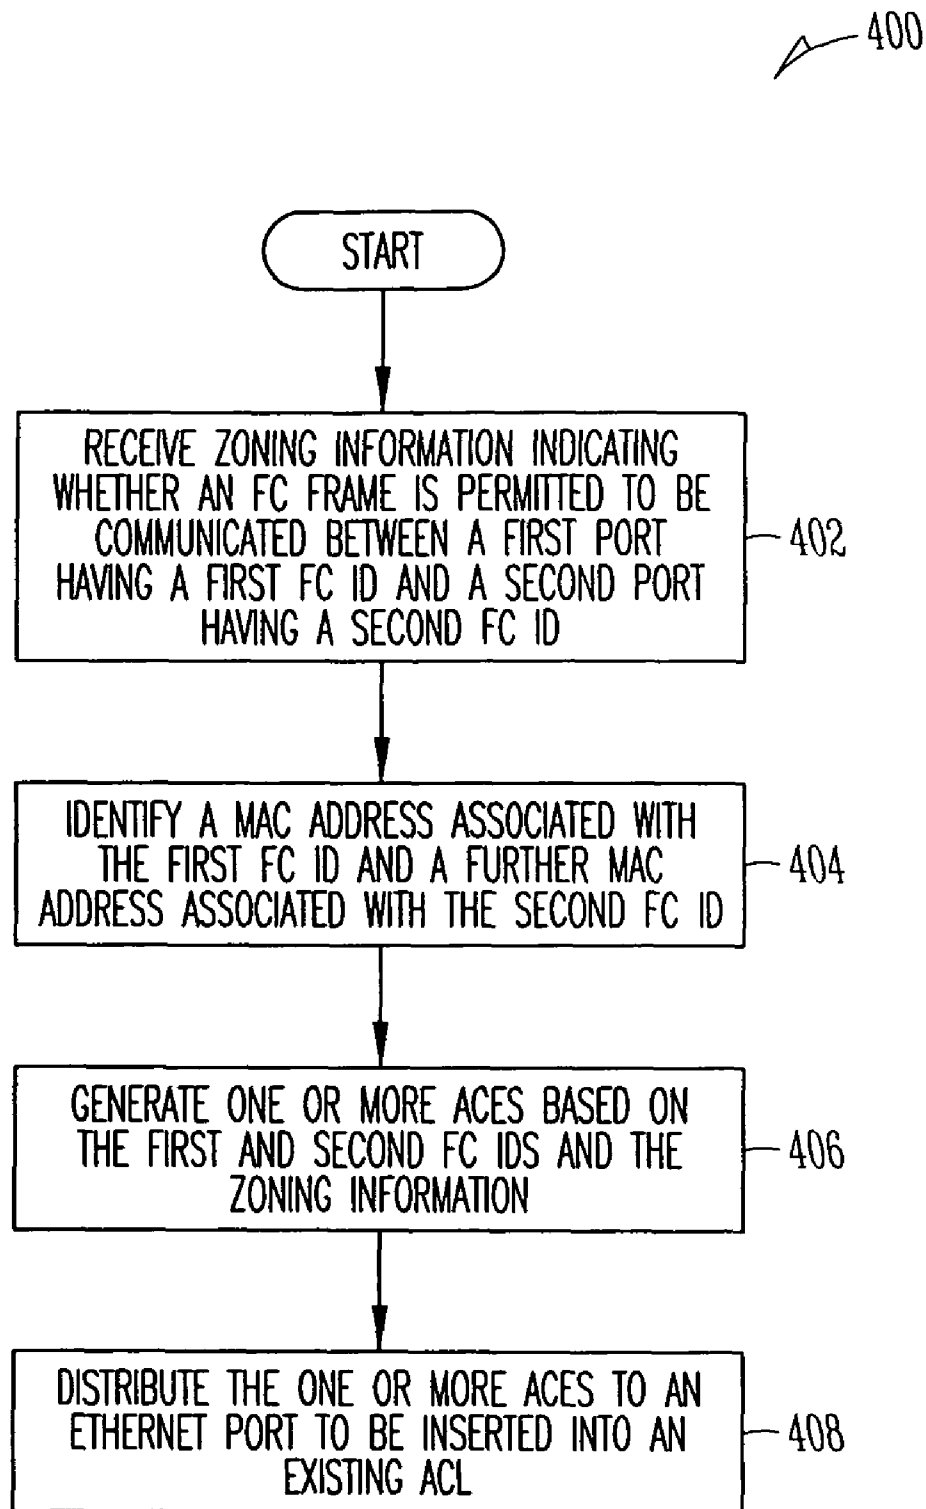 400
START
RECEIVE ZONING INFORMATION INDICATING
WHETHER AN FC FRAME IS PERMITTED TO BE
COMMUNICATED BETWEEN A FIRST PORT
HAVING A FIRST FC ID AND A SECOND PORT
HAVING A SECOND FC ID
402
IDENTIFY A MAC ADDRESS ASSOCIATED WITH
THE FIRST FC ID AND A FURTHER MAC
ADDRESS ASSOCIATED WITH THE SECOND FC ID
404
GENERATE ONE OR MORE ACES BASED ON
THE FIRST AND SECOND FC IDS AND THE
ZONING INFORMATION
406
DISTRIBUTE THE ONE OR MORE ACES TO AN
ETHERNET PORT TO BE INSERTED INTO AN
EXISTING ACL
408